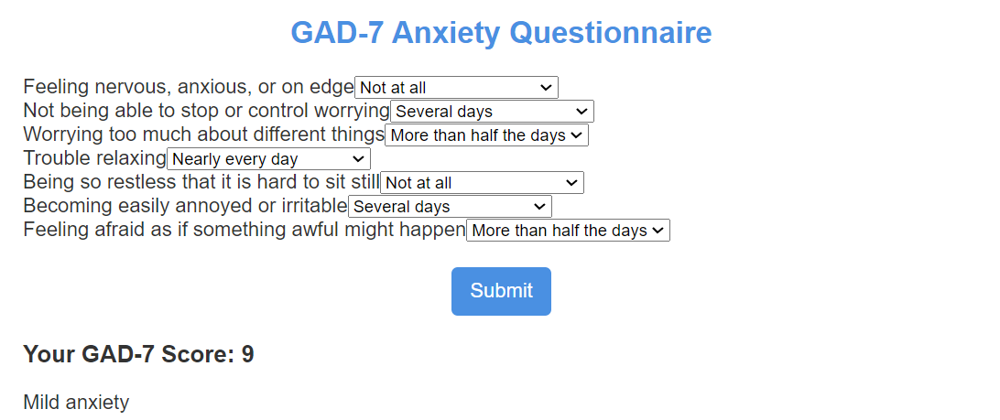 GAD-7 Anxiety Questionnaire
Feeling nervous, anxious, or on edge Not at all
Not being able to stop or control worrying Several days
Worrying too much about different things More than half the days
Trouble relaxing Nearly every day
Being so restless that it is hard to sit still Not at all
Becoming easily annoyed or irritable Several days
Feeling afraid as if something awful might happen More than half the days
Submit
Your GAD-7 Score: 9
Mild anxiety